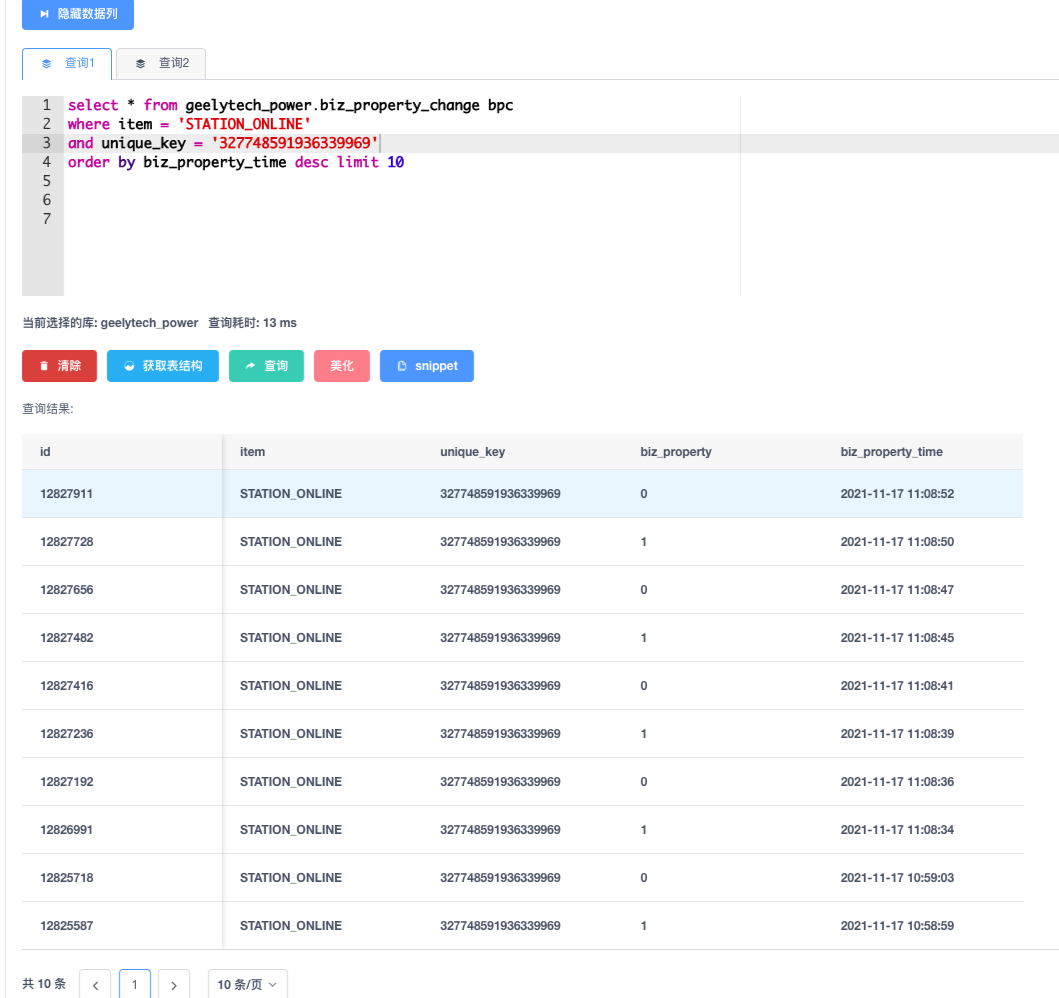 隐藏数据列
查询1 查询2
1 select * from geelytech_power.biz_property_change bpc
2 where item = 'STATION_ONLINE'
3 and unique_key = '327748591936339969'
4 order by biz_property_time desc limit 10
5
6
7
当前选择的库: geelytech_power 查询耗时: 13 ms
清除 获取表结构 查询 美化 snippet
查询结果:
id item unique_key biz_property biz_property_time
12827911 STATION_ONLINE 327748591936339969 0 2021-11-17 11:08:52
12827728 STATION_ONLINE 327748591936339969 1 2021-11-17 11:08:50
12827656 STATION_ONLINE 327748591936339969 0 2021-11-17 11:08:47
12827482 STATION_ONLINE 327748591936339969 1 2021-11-17 11:08:45
12827416 STATION_ONLINE 327748591936339969 0 2021-11-17 11:08:41
12827236 STATION_ONLINE 327748591936339969 1 2021-11-17 11:08:39
12827192 STATION_ONLINE 327748591936339969 0 2021-11-17 11:08:36
12826991 STATION_ONLINE 327748591936339969 1 2021-11-17 11:08:34
12825718 STATION_ONLINE 327748591936339969 0 2021-11-17 10:59:03
12825587 STATION_ONLINE 327748591936339969 1 2021-11-17 10:58:59
共 10 条 1 10 条/页